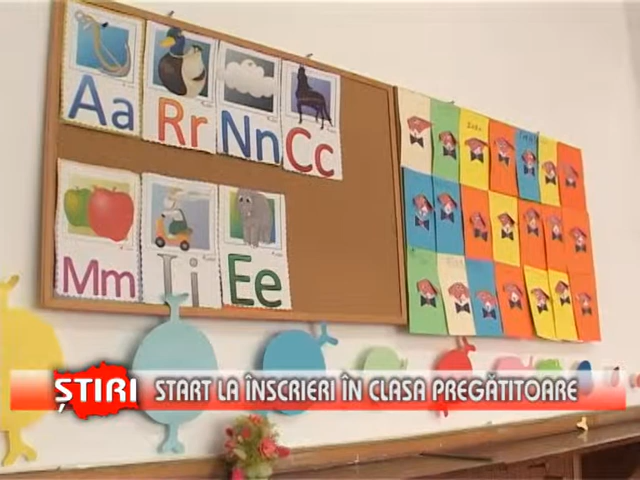 Aa
Rr
Nn
Cc
Mm
Ii
Ee
ȘTIRI
START LA ÎNSCRIERI ÎN CLASA PREGĂTITOARE